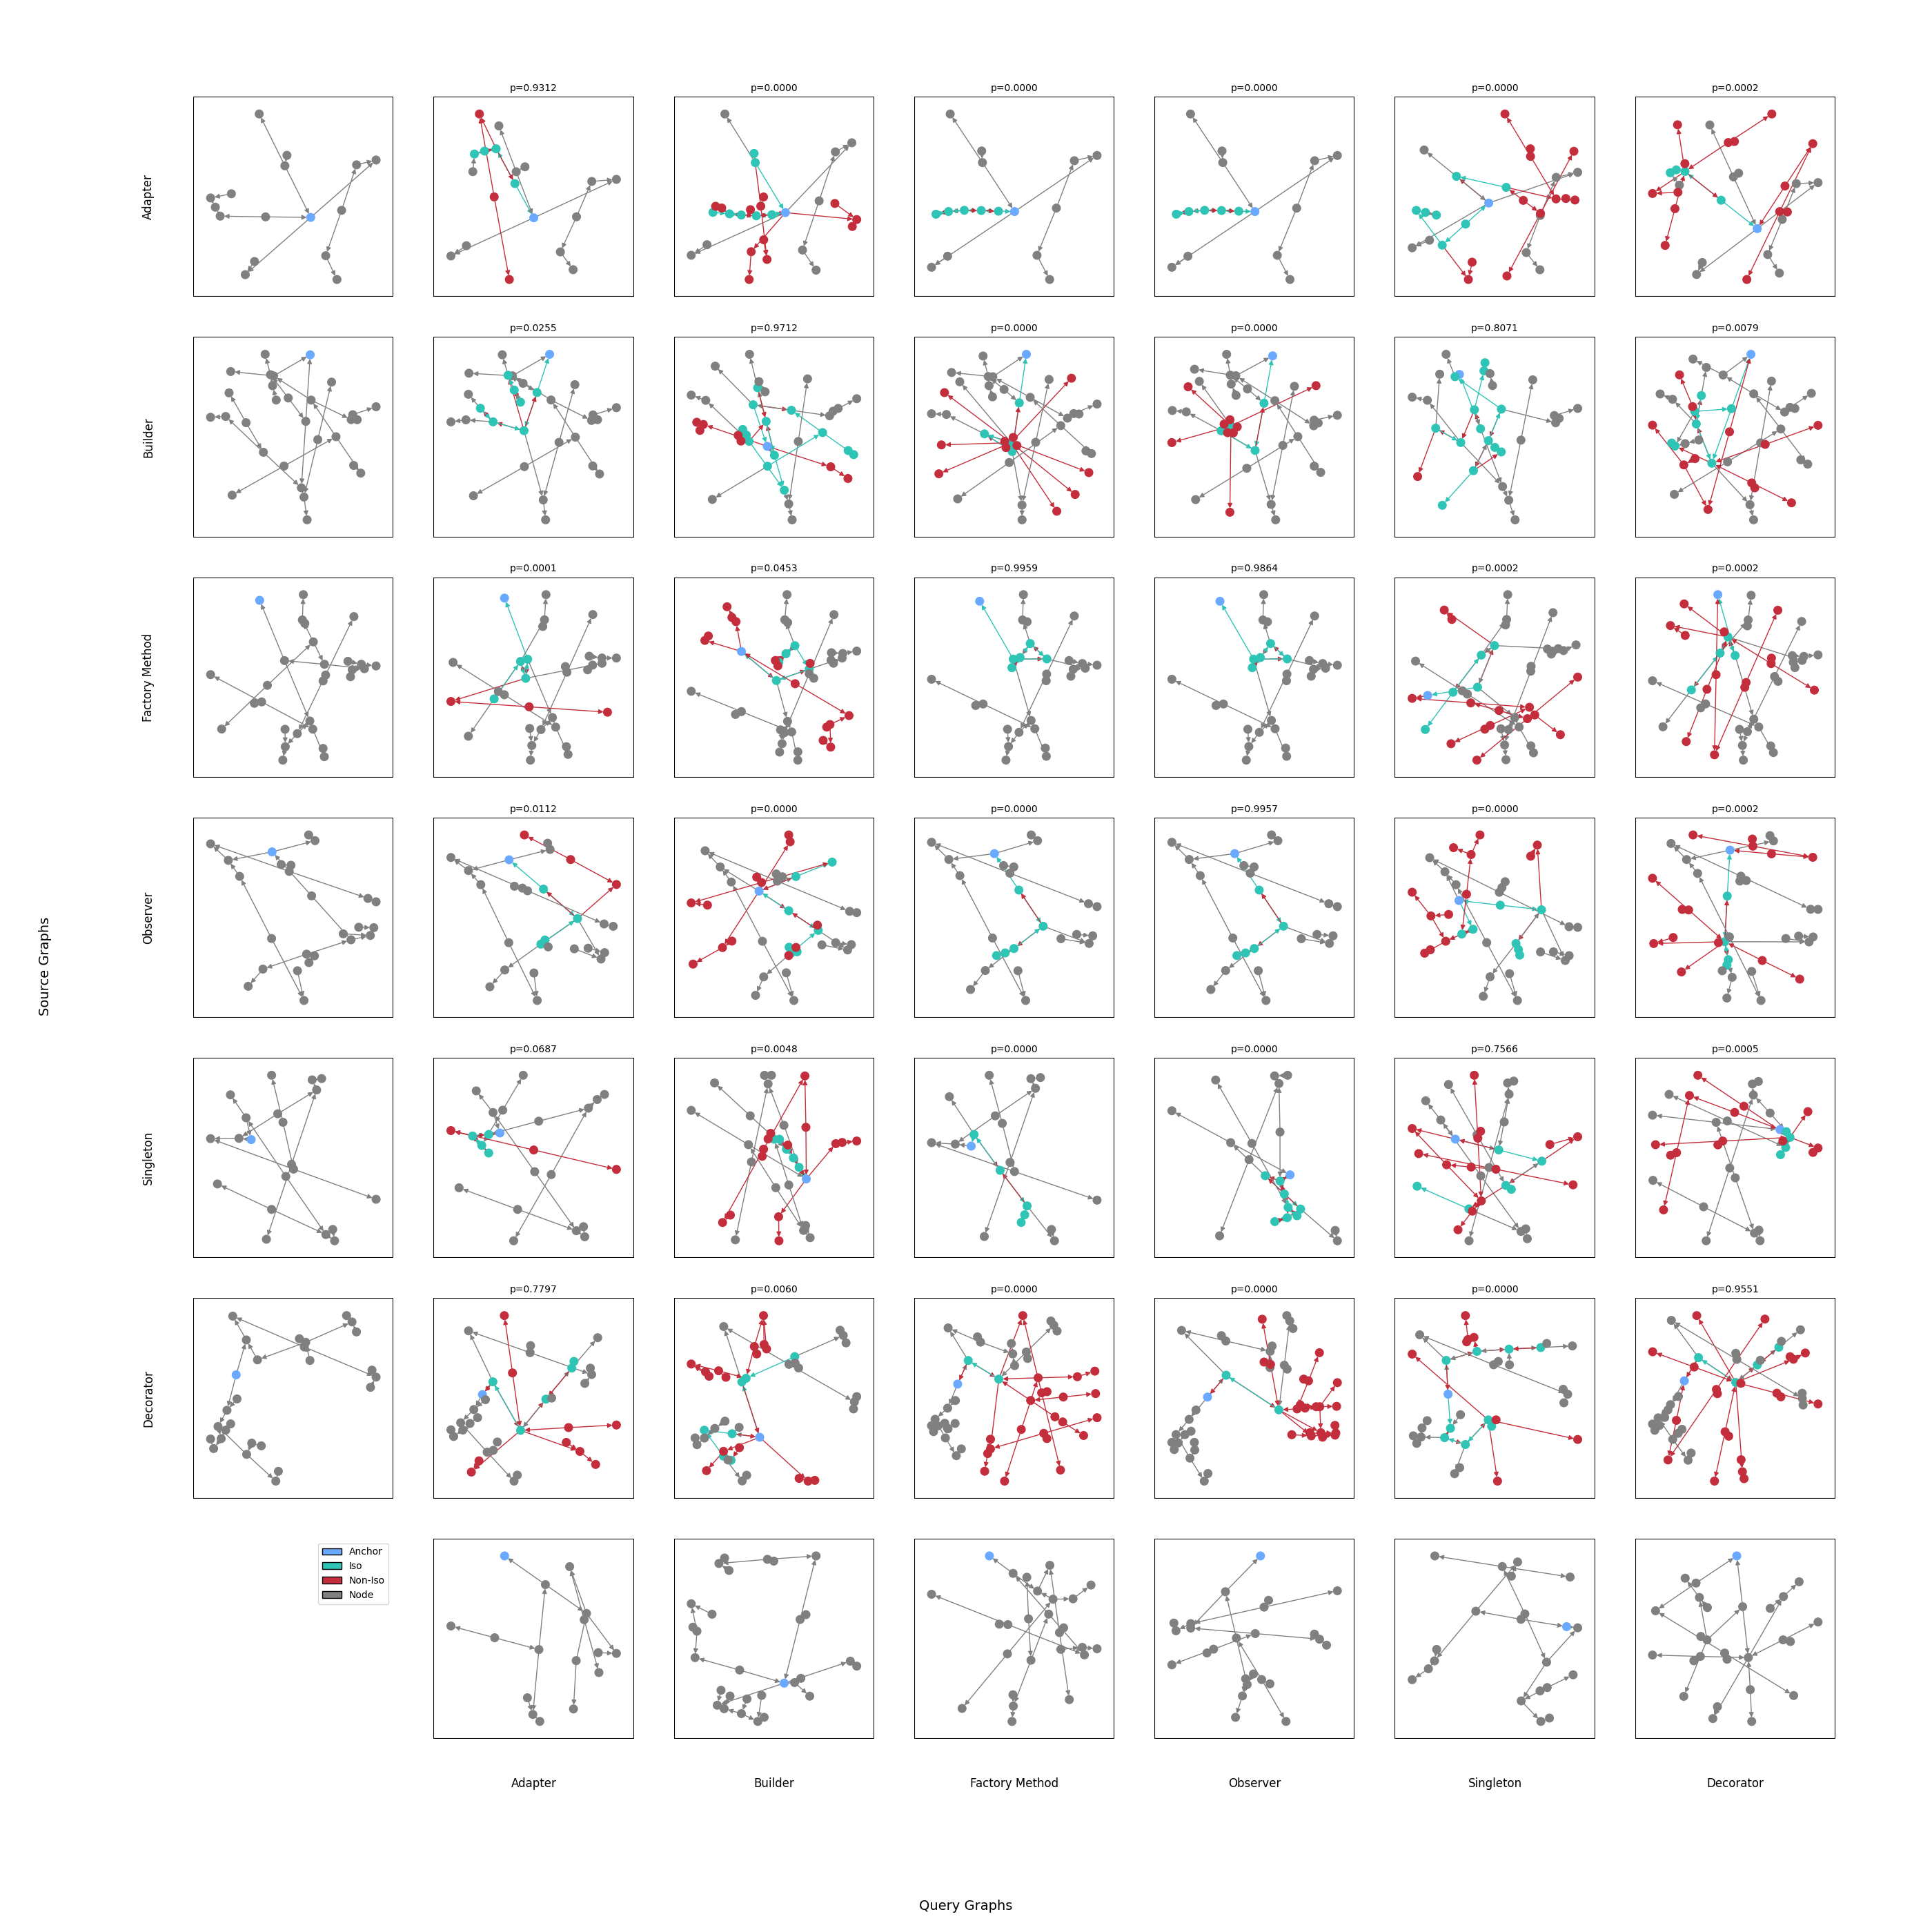 p=0.9312 p=0.0000 p=0.0000 p=0.0000 p=0.0000 p=0.0002
Adapter
p=0.0255 p=0.9712 p=0.0000 p=0.0000 p=0.8071 p=0.0079
Builder
p=0.0001 p=0.0453 p=0.9959 p=0.9864 p=0.0002 p=0.0002
Factory Method
p=0.0112 p=0.0000 p=0.0000 p=0.9957 p=0.0000 p=0.0002
Observer
Source Graphs
p=0.0687 p=0.0048 p=0.0000 p=0.0000 p=0.7566 p=0.0005
Singleton
p=0.7797 p=0.0060 p=0.0000 p=0.0000 p=0.0000 p=0.9551
Decorator
Anchor
Iso
Non-Iso
Node
Adapter Builder Factory Method Observer Singleton Decorator
Query Graphs